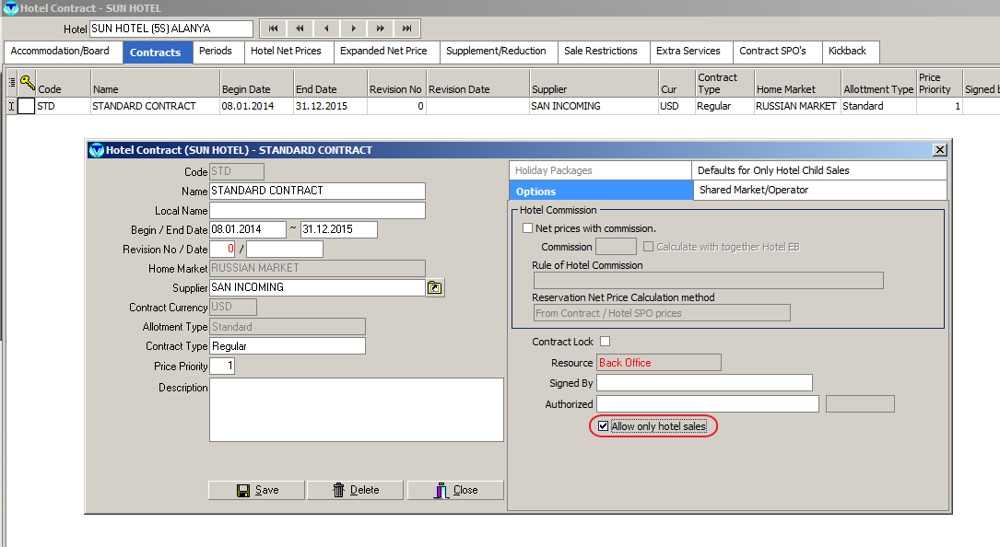 Hotel Contract - SUN HOTEL
Hotel SUN HOTEL (5S) ALANYA
Accommodation/Board Contracts Periods Hotel Net Prices Expanded Net Price Supplement/Reduction Sale Restrictions Extra Services Contract SPO's Kickback
Code Name Begin Date End Date Revision No Revision Date Supplier Cur Contract Type Home Market Allottment Type Price Priority Signed b
STD STANDARD CONTRACT 08.01.2014 31.12.2015 0 SAN INCOMING USD Regular RUSSIAN MARKET Standard 1
Hotel Contract (SUN HOTEL) - STANDARD CONTRACT
Code STD
Name STANDARD CONTRACT
Local Name
Begin / End Date 08.01.2014 ~ 31.12.2015
Revision No / Date 0 /
Home Market RUSSIAN MARKET
Supplier SAN INCOMING
Contract Currency USD
Allotment Type Standard
Contract Type Regular
Price Priority 1
Description
Save Delete Close
Holiday Packages Defaults for Only Hotel Child Sales
Options Shared Market/Operator
Hotel Commission
Net prices with commission.
Commission Calculate with together Hotel EB
Rule of Hotel Commission
Reservation Net Price Calculation method
From Contract / Hotel SPO prices
Contract Lock
Resource Back Office
Signed By
Authorized
Allow only hotel sales